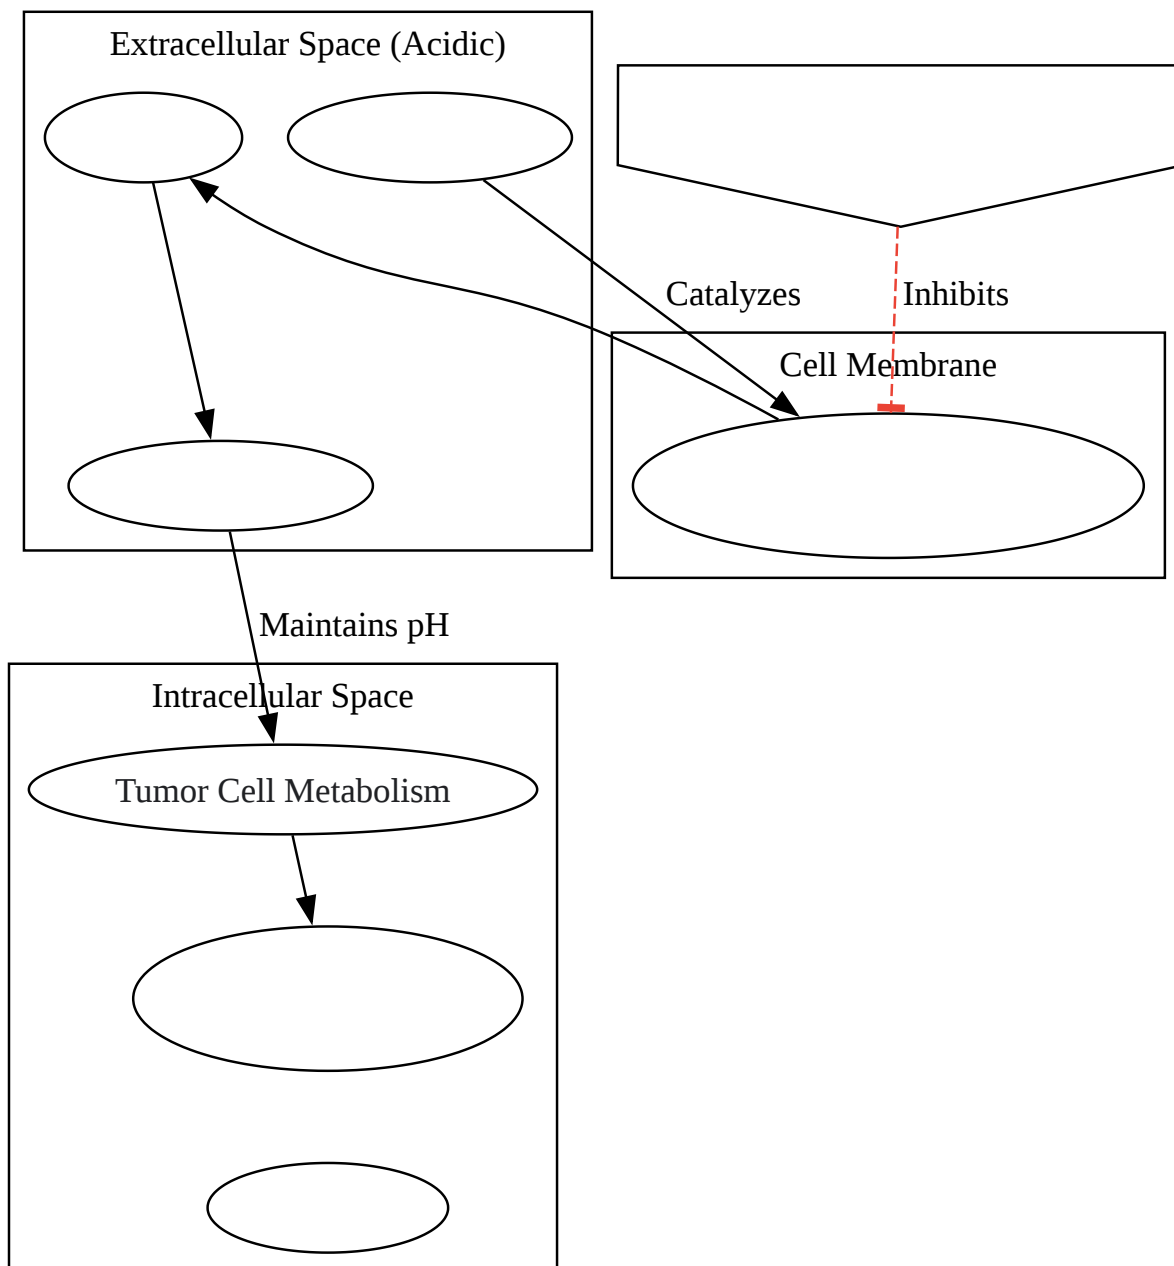 Extracellular Space (Acidic)
Catalyzes
Inhibits
Cell Membrane
Maintains pH
Intracellular Space
Tumor Cell Metabolism